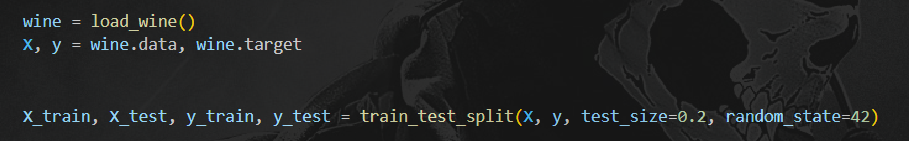 wine = load_wine()
X, y = wine.data, wine.target
X_train, X_test, y_train, y_test = train_test_split(X, y, test_size=0.2, random_state=42)